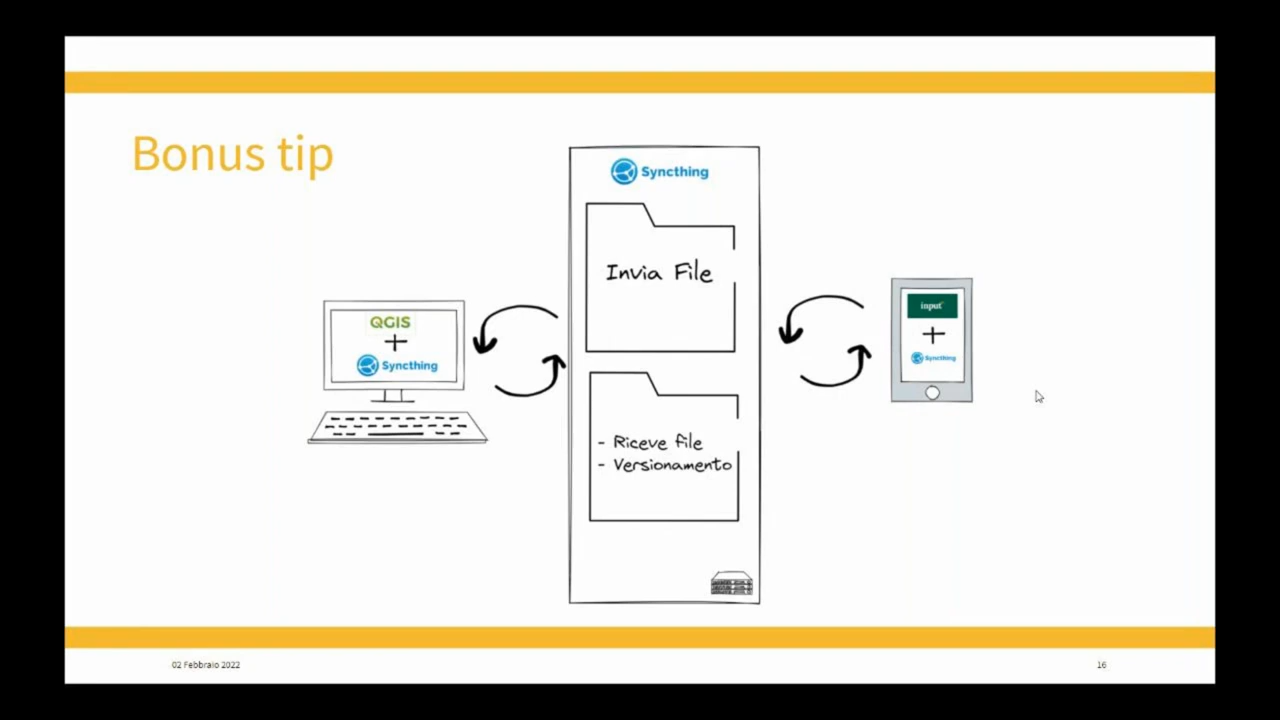 Bonus tip
Syncthing
Invia File
QGIS
+
Syncthing
input
+
Syncthing
- Riceve file
- Versionamento
02 Febbraio 2022
16